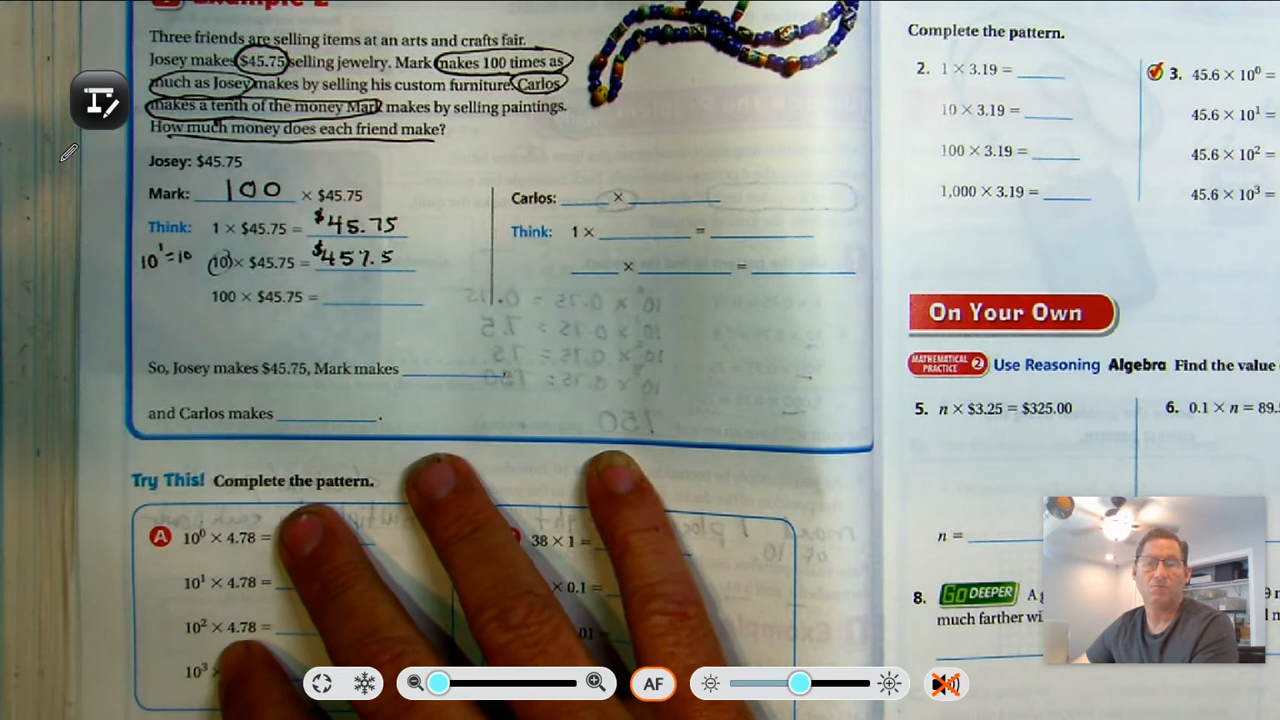 Example 2
Three friends are selling items at an arts and crafts fair.
Josey makes $45.75 selling jewelry. Mark makes 100 times as
much as Josey makes by selling his custom furniture. Carlos
makes a tenth of the money Mark makes by selling paintings.
How much money does each friend make?
Josey: $45.75
Mark: 100 × $45.75
Think: 1 × $45.75 = $45.75
10¹=10 10 × $45.75 = $457.5
100 × $45.75 =
So, Josey makes $45.75, Mark makes
and Carlos makes .
Carlos: ×
Think: 1 × =
× =
Try This! Complete the pattern.
A 10⁰ × 4.78 =
10¹ × 4.78 =
10² × 4.78 =
10³
38 × 1 =
× 0.1 =
01 =
Complete the pattern.
2. 1 × 3.19 =
10 × 3.19 =
100 × 3.19 =
1,000 × 3.19 =
3. 45.6 × 10⁰ =
45.6 × 10¹ =
45.6 × 10² =
45.6 × 10³ =
On Your Own
MATHEMATICAL PRACTICE 2 Use Reasoning Algebra Find the value
5. n × $3.25 = $325.00
6. 0.1 × n = 89.
n =
8. GO DEEPER A
much farther wi
AF